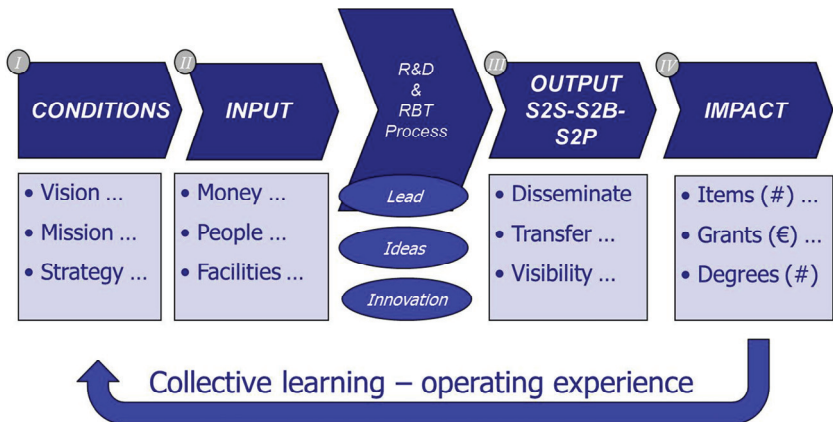 I
CONDITIONS
• Vision ...
• Mission ...
• Strategy ...
II
INPUT
• Money ...
• People ...
• Facilities ...
R&D
&
RBT
Process
Lead
Ideas
Innovation
III
OUTPUT
S2S-S2B-
S2P
• Disseminate
• Transfer ...
• Visibility ...
IV
IMPACT
• Items (#) ...
• Grants (€) ...
• Degrees (#)
Collective learning – operating experience